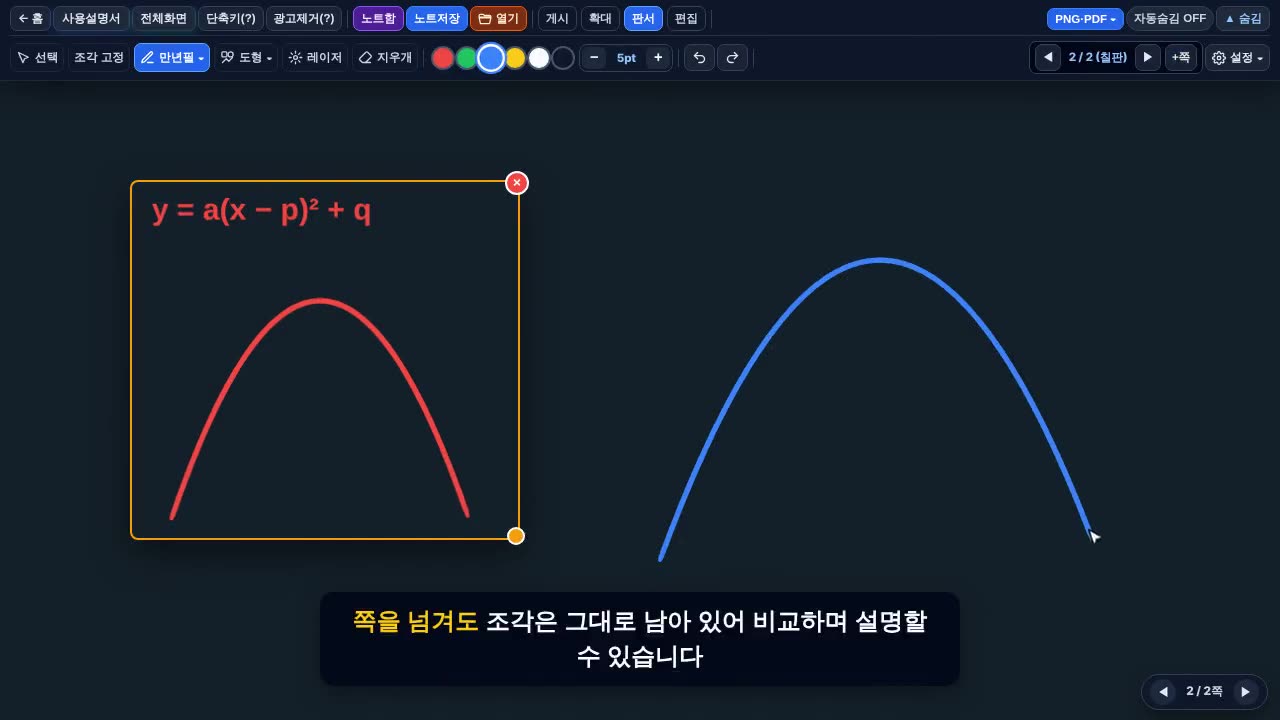 ← 홈 사용설명서 전체화면 단축키(?) 광고제거(?) 노트함 노트저장 열기 게시 확대 판서 편집 PNG·PDF 자동숨김 OFF ▲ 숨김
선택 조각 고정 만년필 도형 레이저 지우개 − 5pt + ◀ 2 / 2 (칠판) ▶ +쪽 설정
y = a(x − p)² + q
쪽을 넘겨도 조각은 그대로 남아 있어 비교하며 설명할
수 있습니다
◀ 2 / 2쪽 ▶